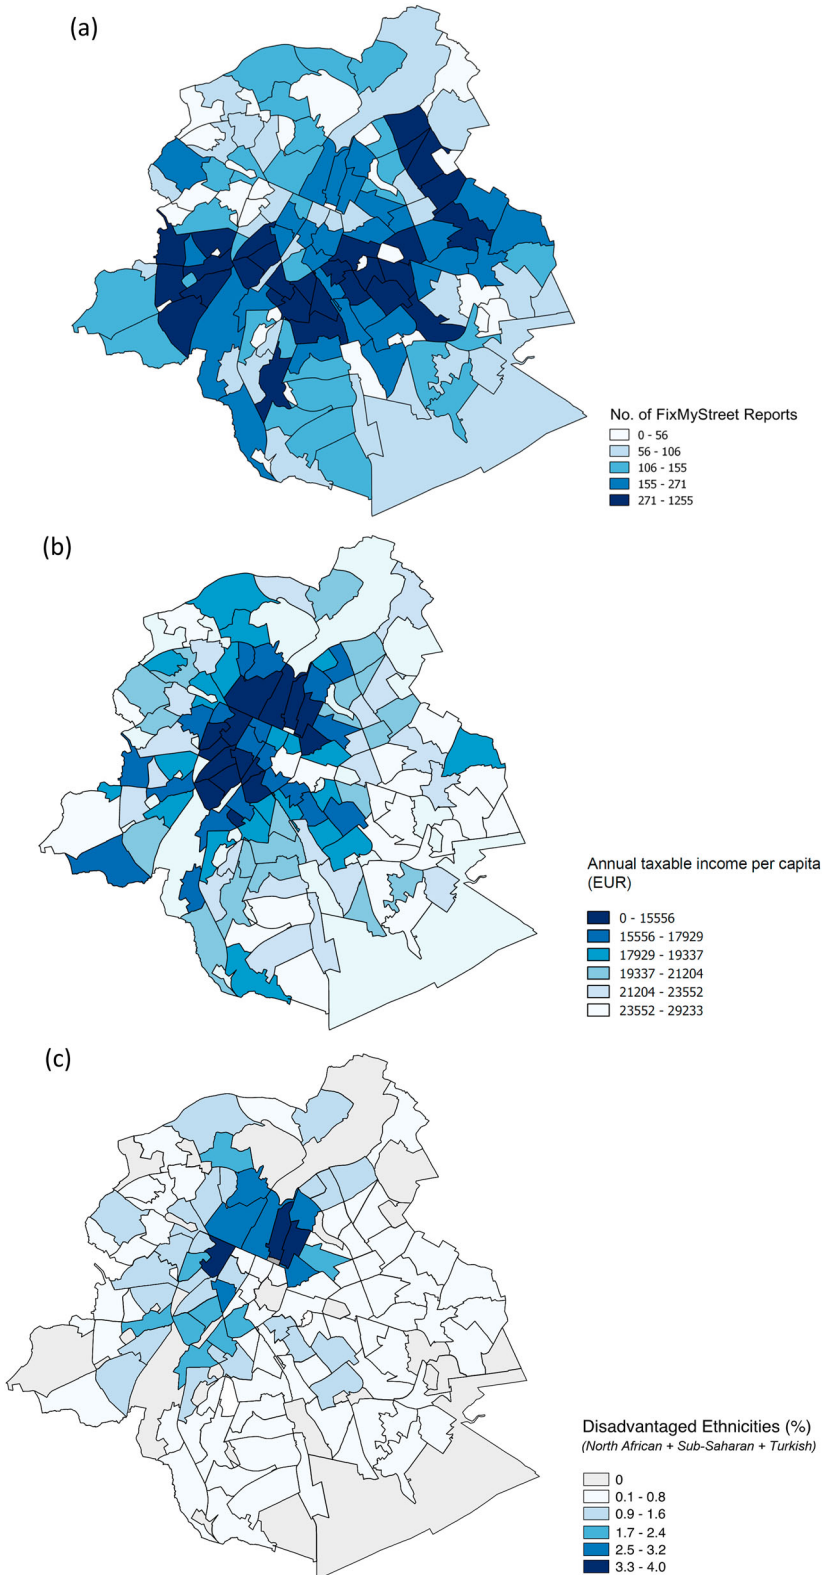 (a)
No. of FixMyStreet Reports
0 - 56
56 - 106
106 - 155
155 - 271
271 - 1255
(b)
Annual taxable income per capita
(EUR)
0 - 15556
15556 - 17929
17929 - 19337
19337 - 21204
21204 - 23552
23552 - 29233
(c)
Disadvantaged Ethnicities (%)
(North African + Sub-Saharan + Turkish)
0
0.1 - 0.8
0.9 - 1.6
1.7 - 2.4
2.5 - 3.2
3.3 - 4.0